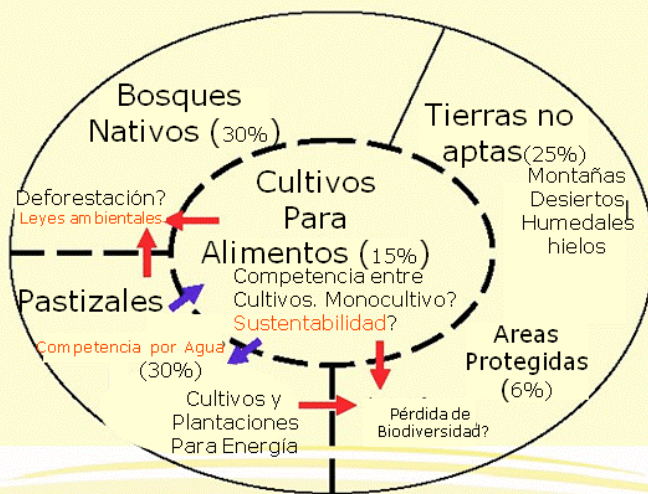 Bosques
Nativos (30%)
Tierras no
aptas(25%)
Montañas
Desiertos
Humedales
hielos
Deforestación?
Leyes ambientales
Cultivos
Para
Alimentos (15%)
Competencia entre
Cultivos. Monocultivo?
Sustentabilidad?
Pastizales
Competencia por Agua
(30%)
Cultivos y
Plantaciones
Para Energía
Areas
Protegidas
(6%)
Pérdida de
Biodiversidad?